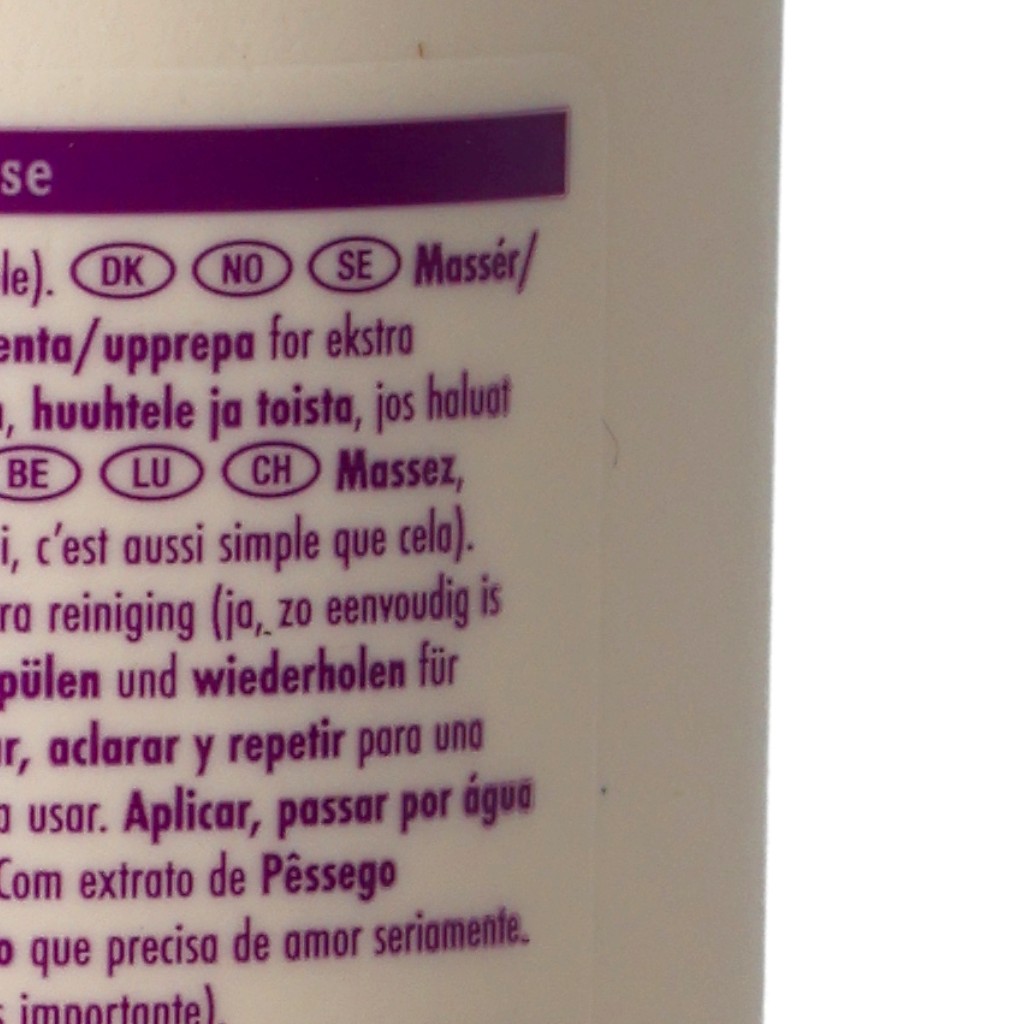 se
le). DK NO SE Massér/
enta/upprepa for ekstra
, huuhtele ja toista, jos haluat
BE LU CH Massez,
i, c'est aussi simple que cela).
ra reiniging (ja, zo eenvoudig is
pülen und wiederholen für
r, aclarar y repetir para una
a usar. Aplicar, passar por água
Com extrato de Pêssego
o que precisa de amor seriamente.
s importante).